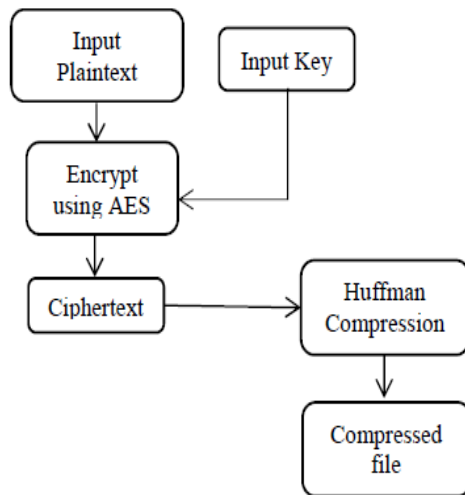 Input
Plaintext
Input Key
Encrypt
using AES
Ciphertext
Huffman
Compression
Compressed
file